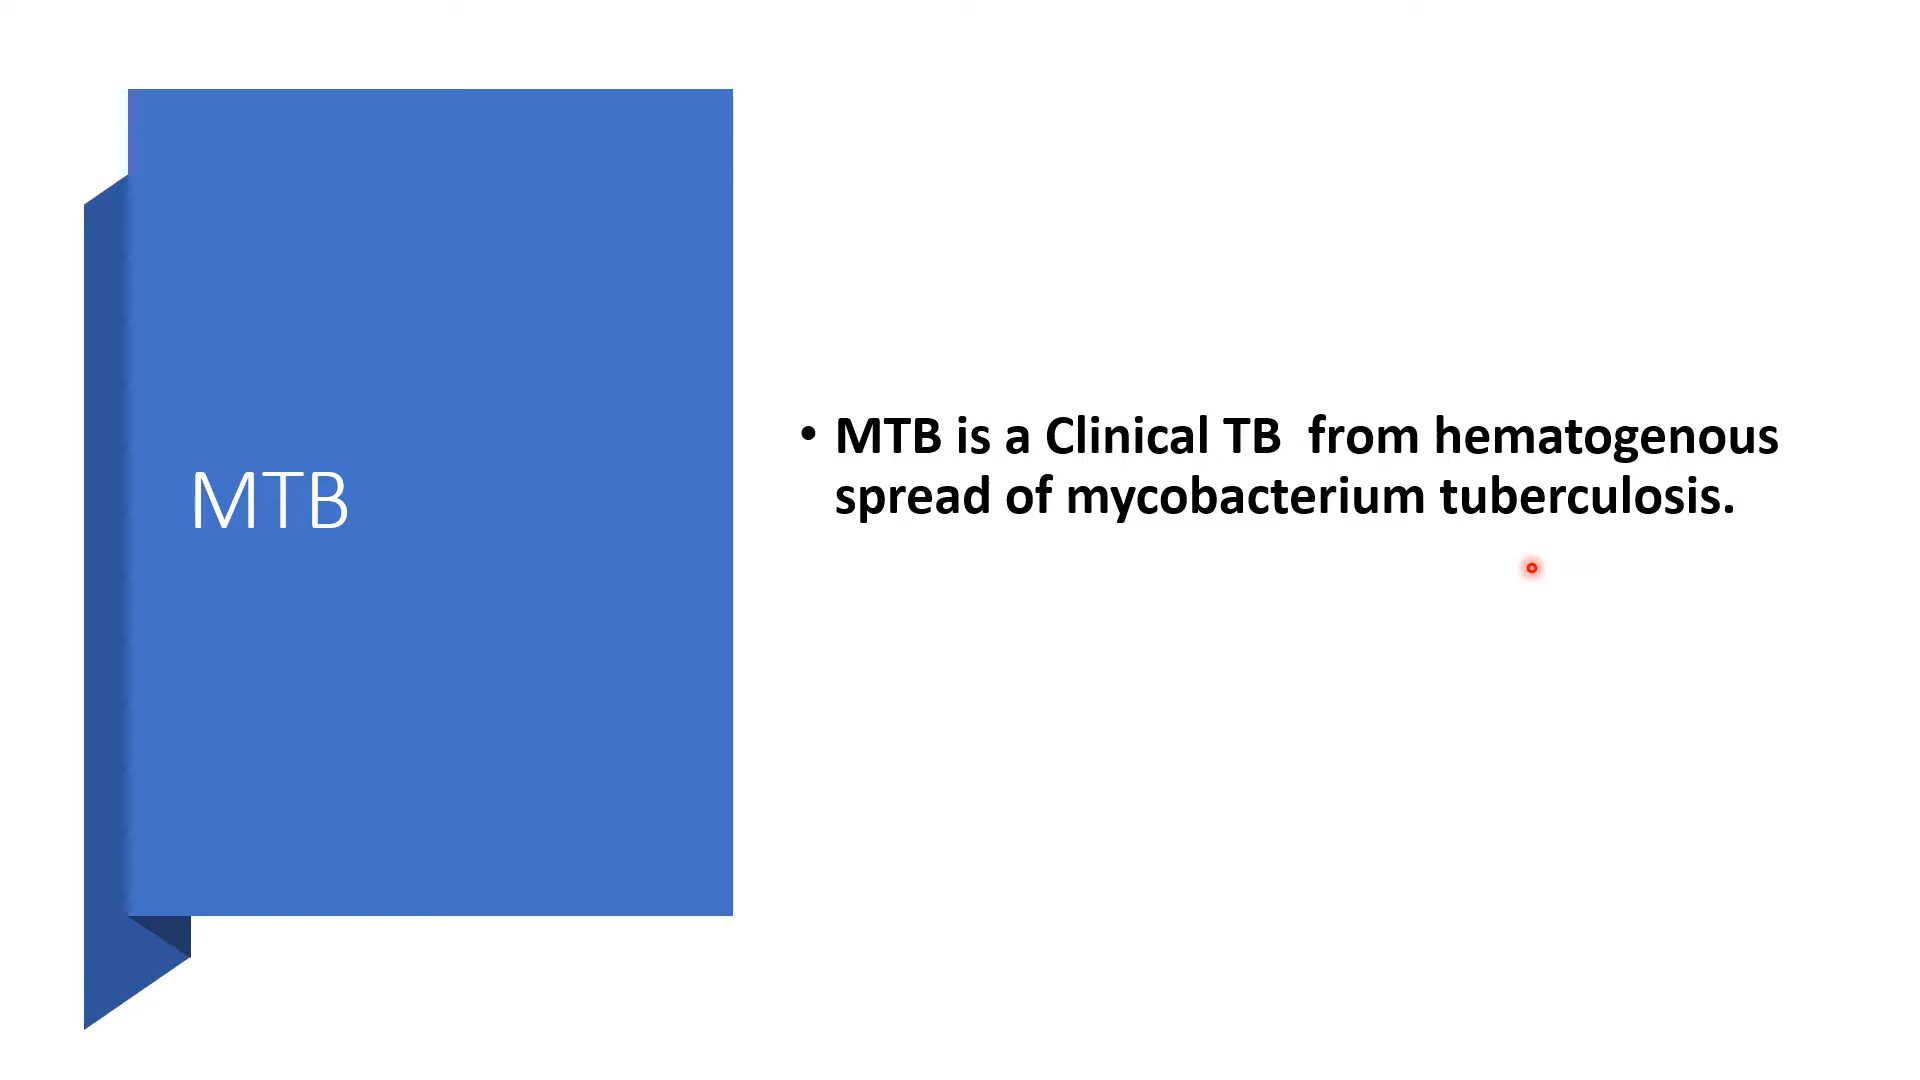 MTB
• MTB is a Clinical TB  from hematogenous
spread of mycobacterium tuberculosis.